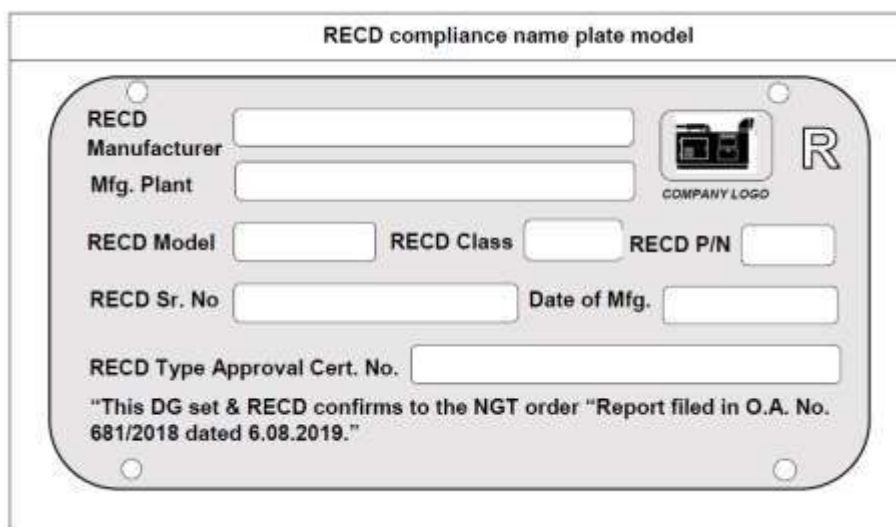 RECD compliance name plate model
RECD
Manufacturer
Mfg. Plant
COMPANY LOGO
R
RECD Model
RECD Class
RECD P/N
RECD Sr. No
Date of Mfg.
RECD Type Approval Cert. No.
“This DG set & RECD confirms to the NGT order “Report filed in O.A. No.
681/2018 dated 6.08.2019.”